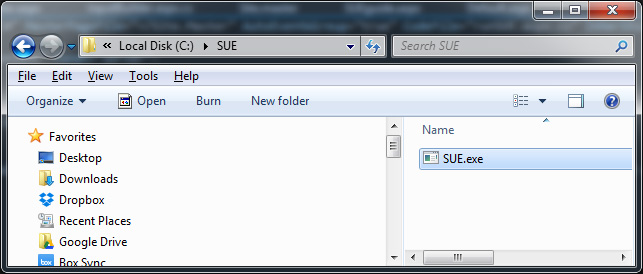 « Local Disk (C:) ▸ SUE
Search SUE
File Edit View Tools Help
Organize Open Burn New folder
Favorites
Desktop
Downloads
Dropbox
Recent Places
Google Drive
Box Sync
Name
SUE.exe